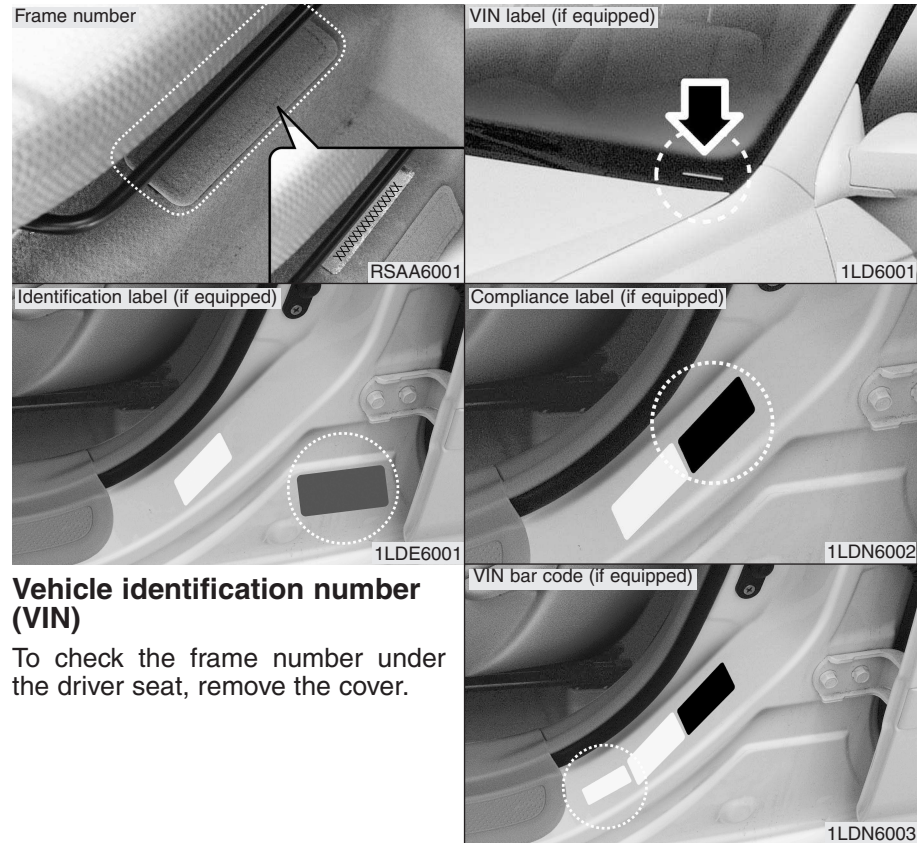 Frame number
XXXXXXXXXXXXXX
RSAA6001
VIN label (if equipped)
1LD6001
Identification label (if equipped)
1LDE6001
Compliance label (if equipped)
1LDN6002
Vehicle identification number
(VIN)
To check the frame number under
the driver seat, remove the cover.
VIN bar code (if equipped)
1LDN6003